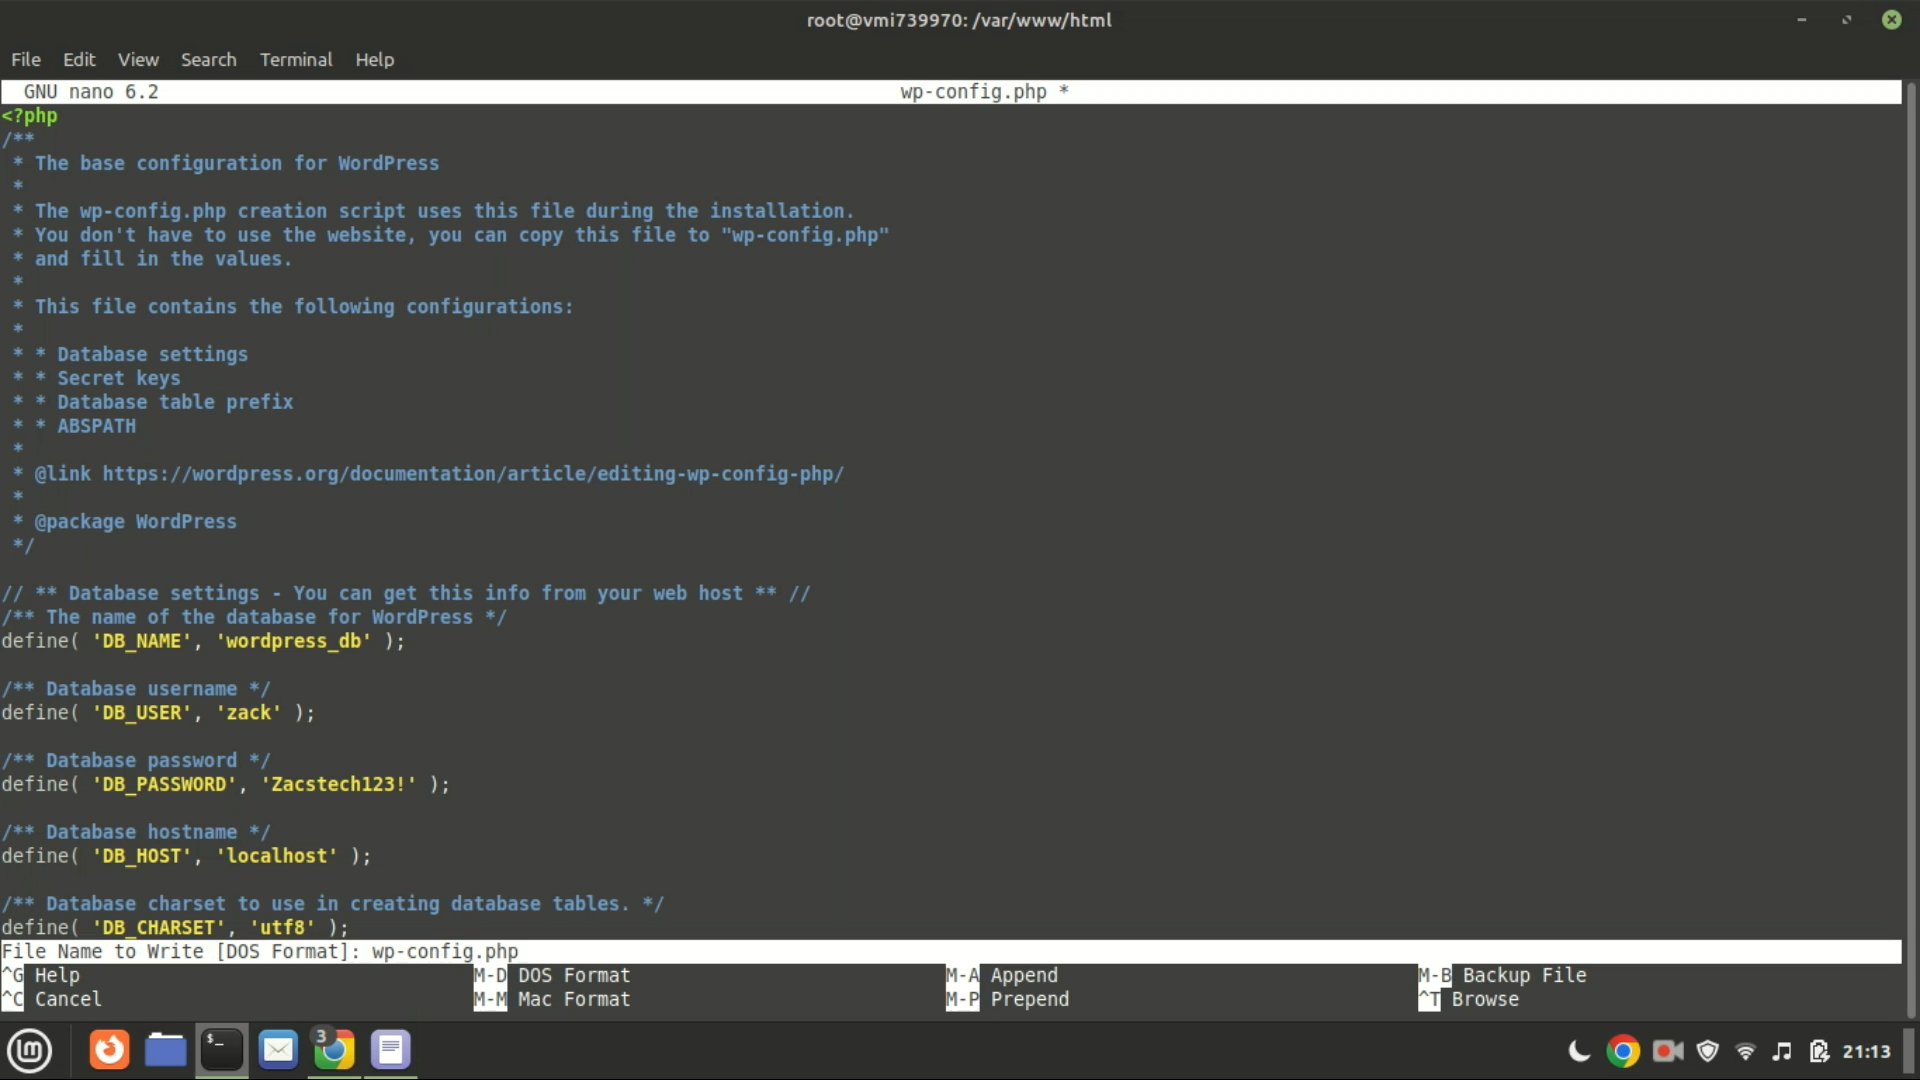 root@vmi739970: /var/www/html
File Edit View Search Terminal Help
GNU nano 6.2 wp-config.php *
<?php
/**
 * The base configuration for WordPress
 *
 * The wp-config.php creation script uses this file during the installation.
 * You don't have to use the website, you can copy this file to "wp-config.php"
 * and fill in the values.
 *
 * This file contains the following configurations:
 *
 * * Database settings
 * * Secret keys
 * * Database table prefix
 * * ABSPATH
 *
 * @link https://wordpress.org/documentation/article/editing-wp-config-php/
 *
 * @package WordPress
 */
// ** Database settings - You can get this info from your web host ** //
/** The name of the database for WordPress */
define( 'DB_NAME', 'wordpress_db' );
/** Database username */
define( 'DB_USER', 'zack' );
/** Database password */
define( 'DB_PASSWORD', 'Zacstech123!' );
/** Database hostname */
define( 'DB_HOST', 'localhost' );
/** Database charset to use in creating database tables. */
define( 'DB_CHARSET', 'utf8' );
File Name to Write [DOS Format]: wp-config.php
^G Help M-D DOS Format M-A Append M-B Backup File
^C Cancel M-M Mac Format M-P Prepend ^T Browse
lm $_ 3 21:13